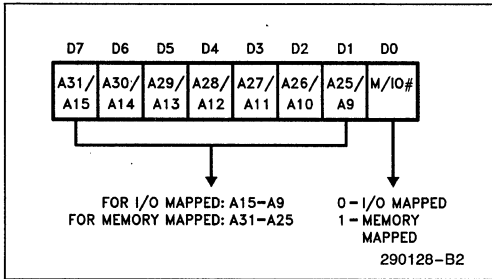 D7 D6 D5 D4 D3 D2 D1 D0
A31/ A30/ A29/ A28/ A27/ A26/ A25/ M/IO#
A15 A14 A13 A12 A11 A10 A9
FOR I/O MAPPED: A15-A9 0-I/O MAPPED
FOR MEMORY MAPPED: A31-A25 1-MEMORY
MAPPED
290128-B2